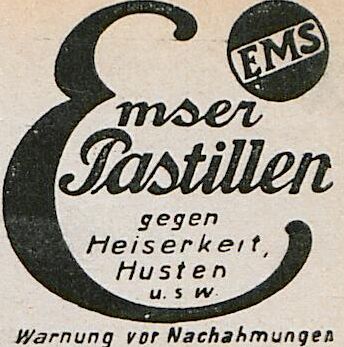 EMS
Emser
Pastillen
gegen
Heiserkeit,
Husten
u. s w.
Warnung vor Nachahmungen